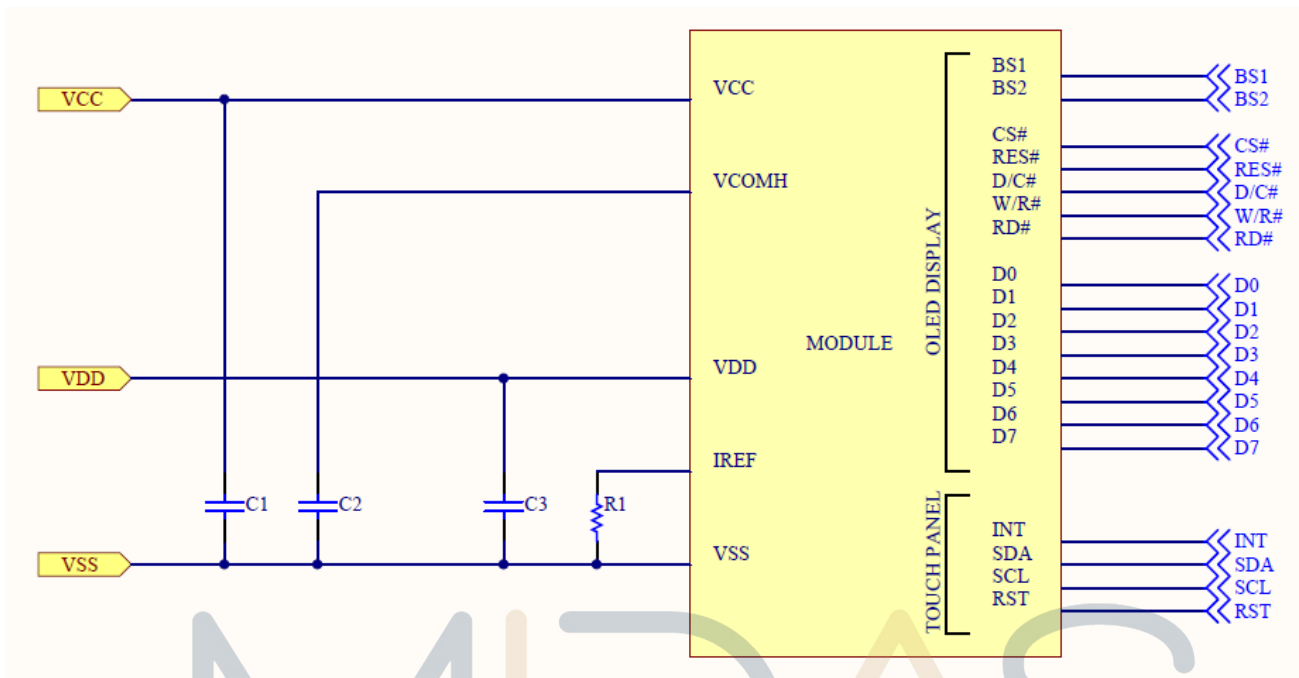 VCC
VDD
VSS
C1
C2
C3
R1
VCC
VCOMH
VDD
IREF
VSS
MODULE
OLED DISPLAY
TOUCH PANEL
BS1
BS2
CS#
RES#
D/C#
W/R#
RD#
D0
D1
D2
D3
D4
D5
D6
D7
INT
SDA
SCL
RST
BS1
BS2
CS#
RES#
D/C#
W/R#
RD#
D0
D1
D2
D3
D4
D5
D6
D7
INT
SDA
SCL
RST
MIDAS